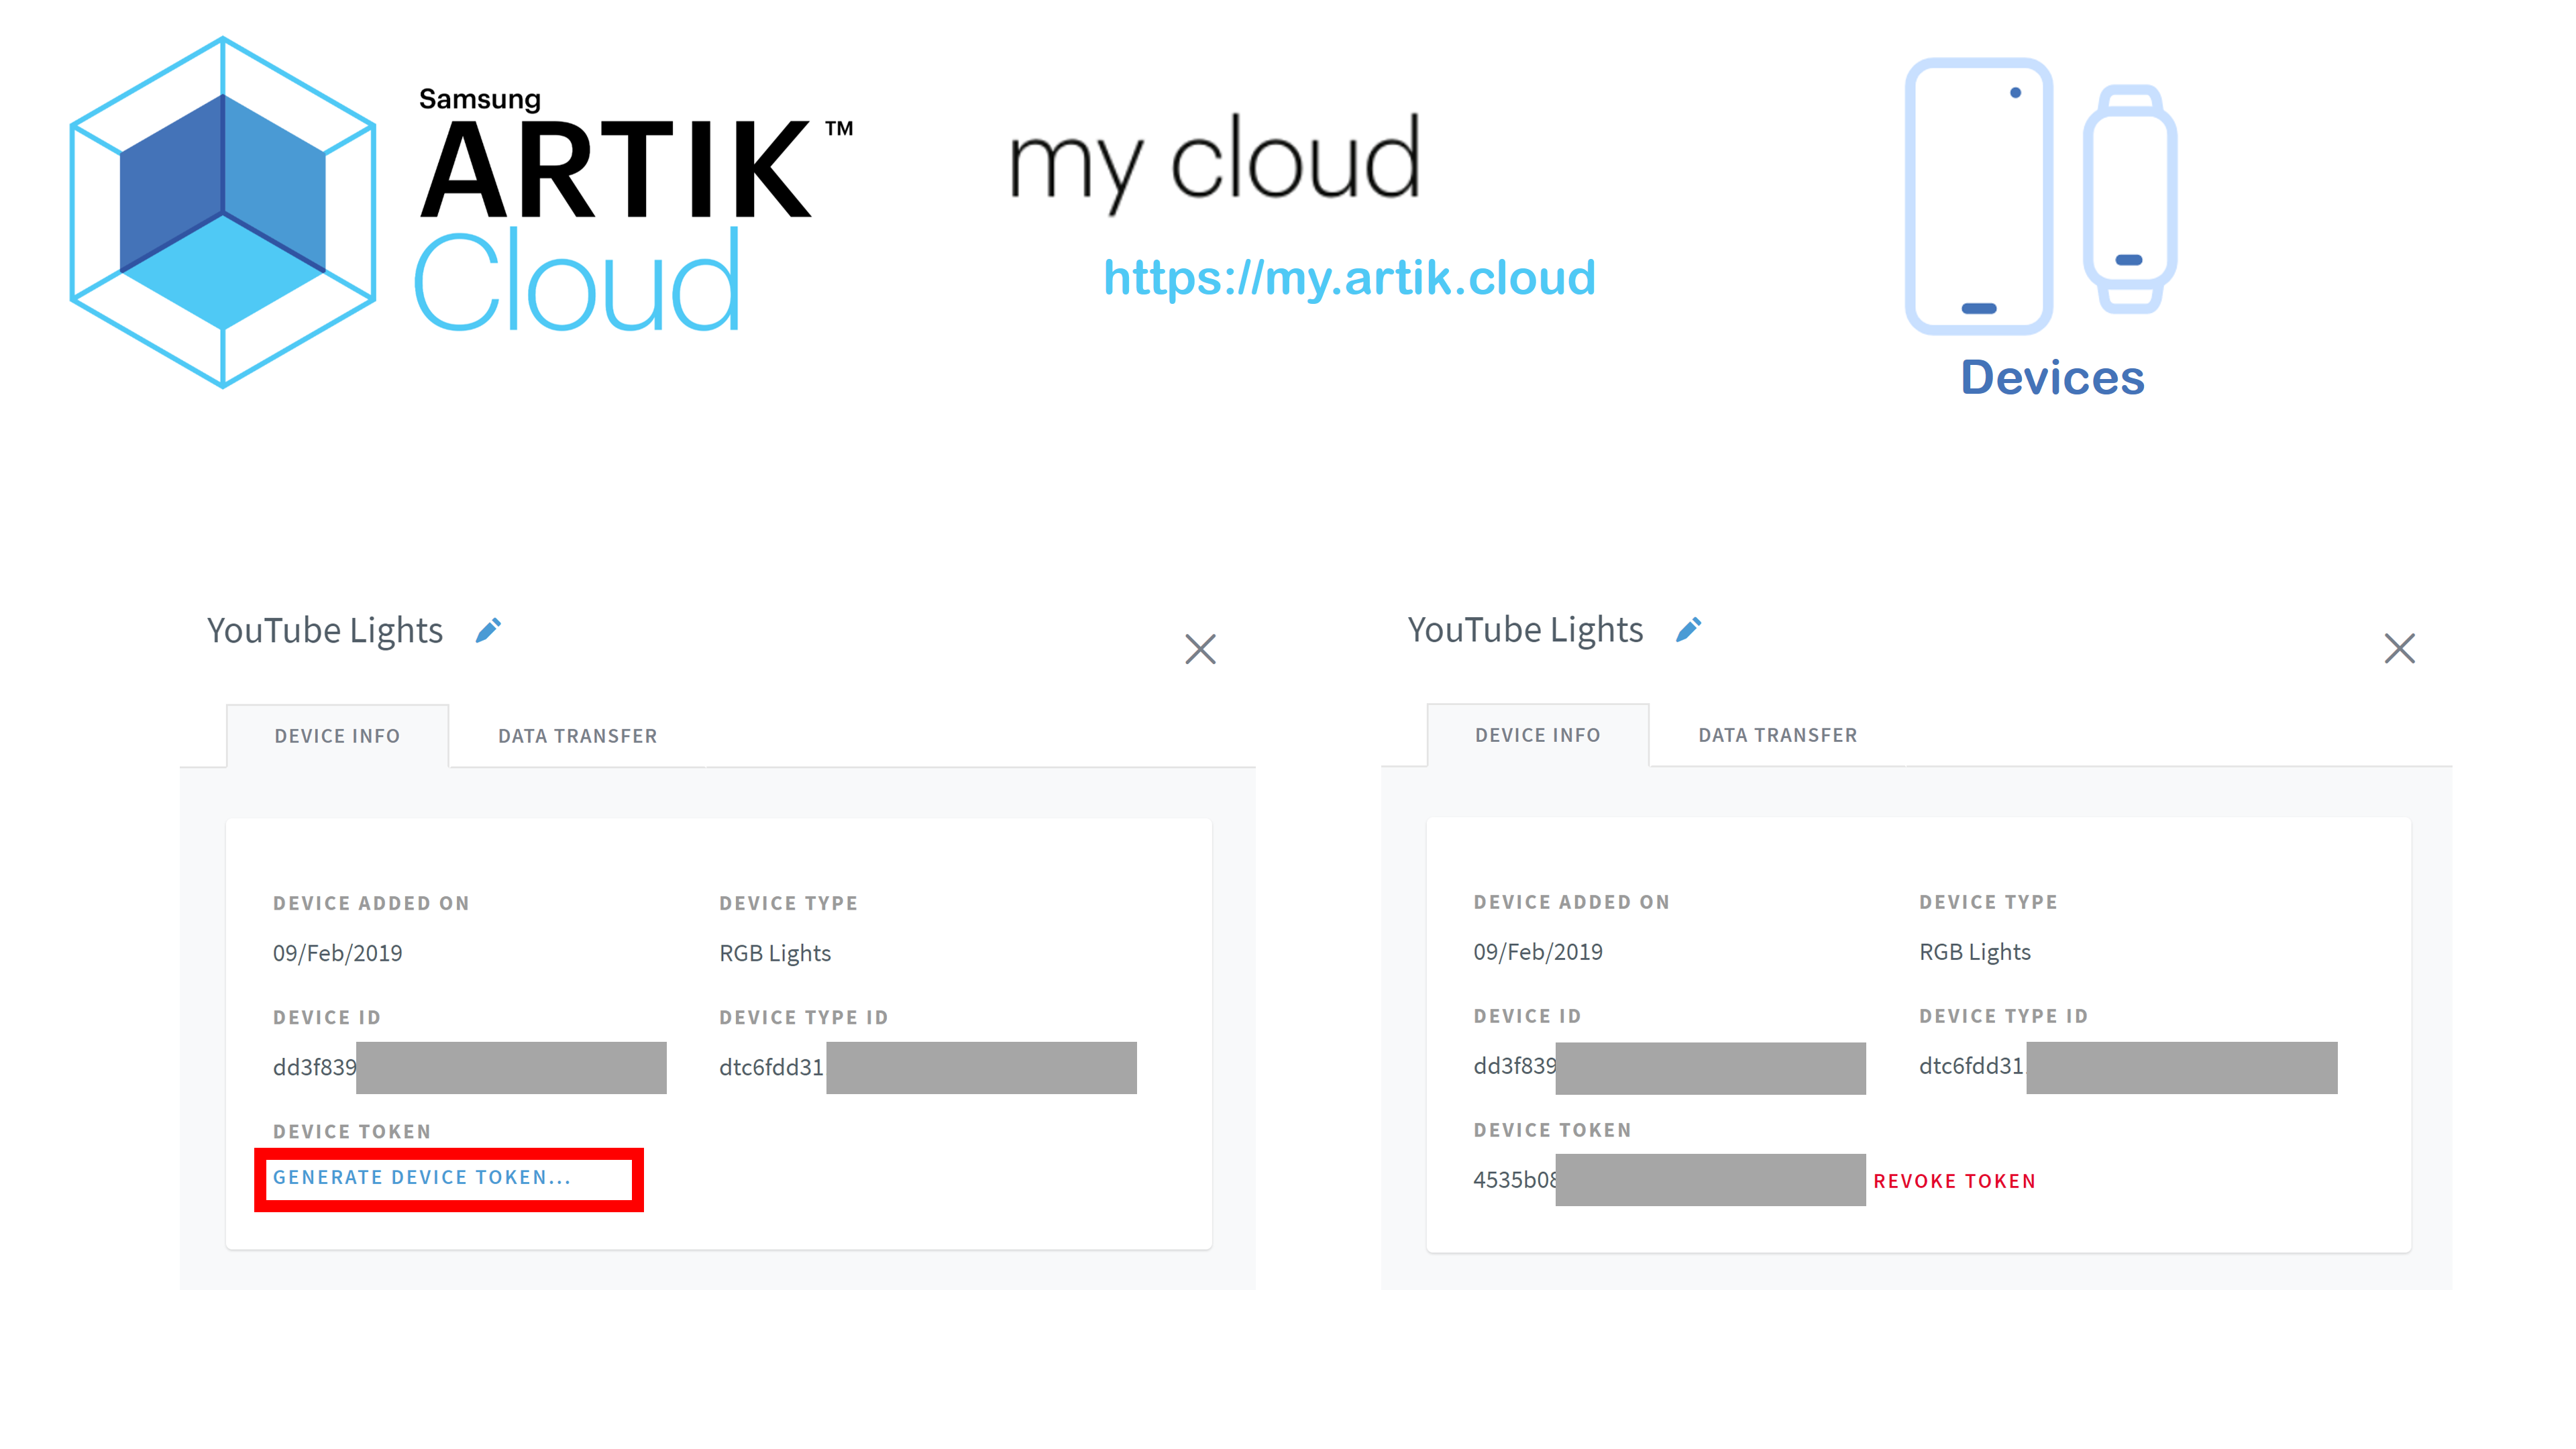 Samsung
ARTIK™
Cloud
my cloud
https://my.artik.cloud
Devices
YouTube Lights
DEVICE INFO
DATA TRANSFER
DEVICE ADDED ON
DEVICE TYPE
09/Feb/2019
RGB Lights
DEVICE ID
DEVICE TYPE ID
dd3f839
dtc6fdd31
DEVICE TOKEN
GENERATE DEVICE TOKEN...
YouTube Lights
DEVICE INFO
DATA TRANSFER
DEVICE ADDED ON
DEVICE TYPE
09/Feb/2019
RGB Lights
DEVICE ID
DEVICE TYPE ID
dd3f839
dtc6fdd31
DEVICE TOKEN
4535b08
REVOKE TOKEN